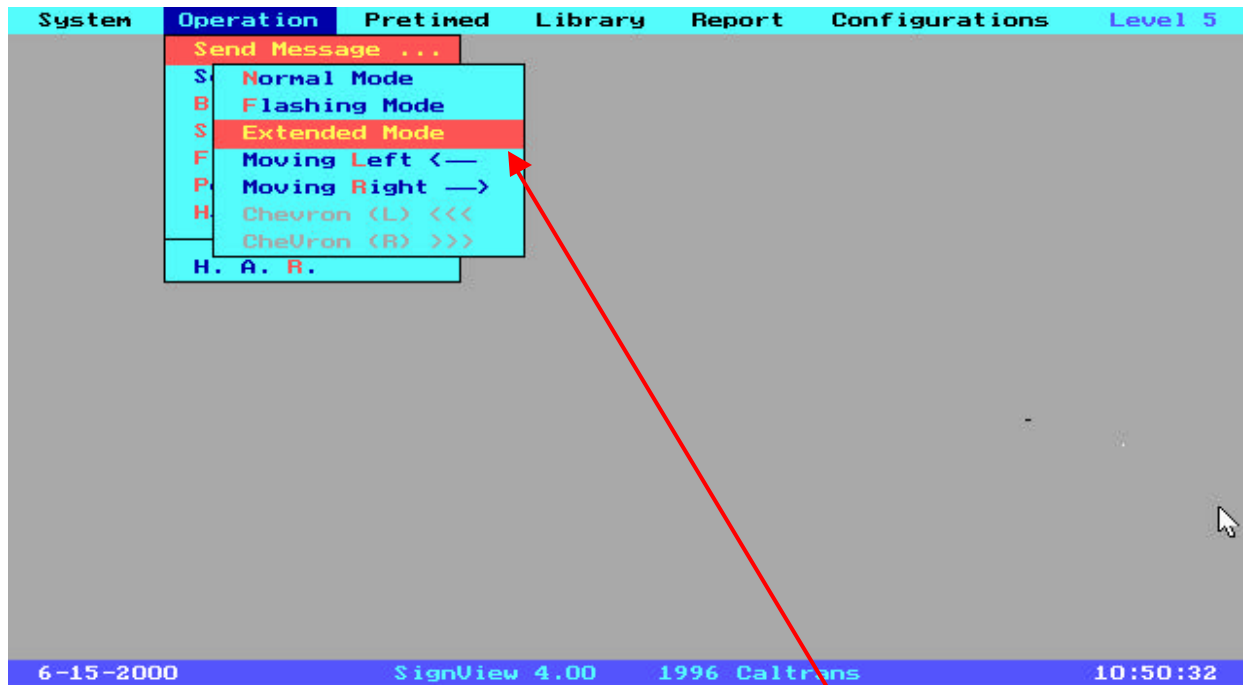 System Operation Pretimed Library Report Configurations Level 5
Send Message ...
S
Normal Mode
B
Flashing Mode
S
Extended Mode
F
Moving Left <—
P
Moving Right —>
H
Chevron (L) <<<
CheVron (R) >>>
H. A. R.
6-15-2000 SignView 4.00 1996 Caltrans 10:50:32